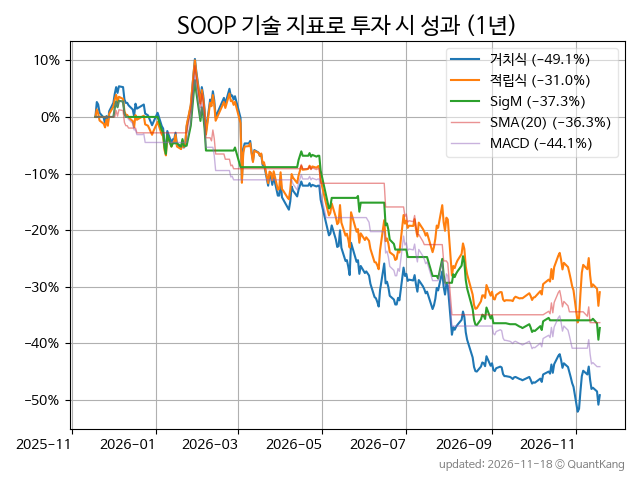 SOOP 기술 지표로 투자 시 성과 (1년)
거치식 (−49.1%)
적립식 (−31.0%)
SigM (−37.3%)
SMA(20) (−36.3%)
MACD (−44.1%)
10%
0%
−10%
−20%
−30%
−40%
−50%
2025−11 2026−01 2026−03 2026−05 2026−07 2026−09 2026−11
updated: 2026−11−18 © QuantKang